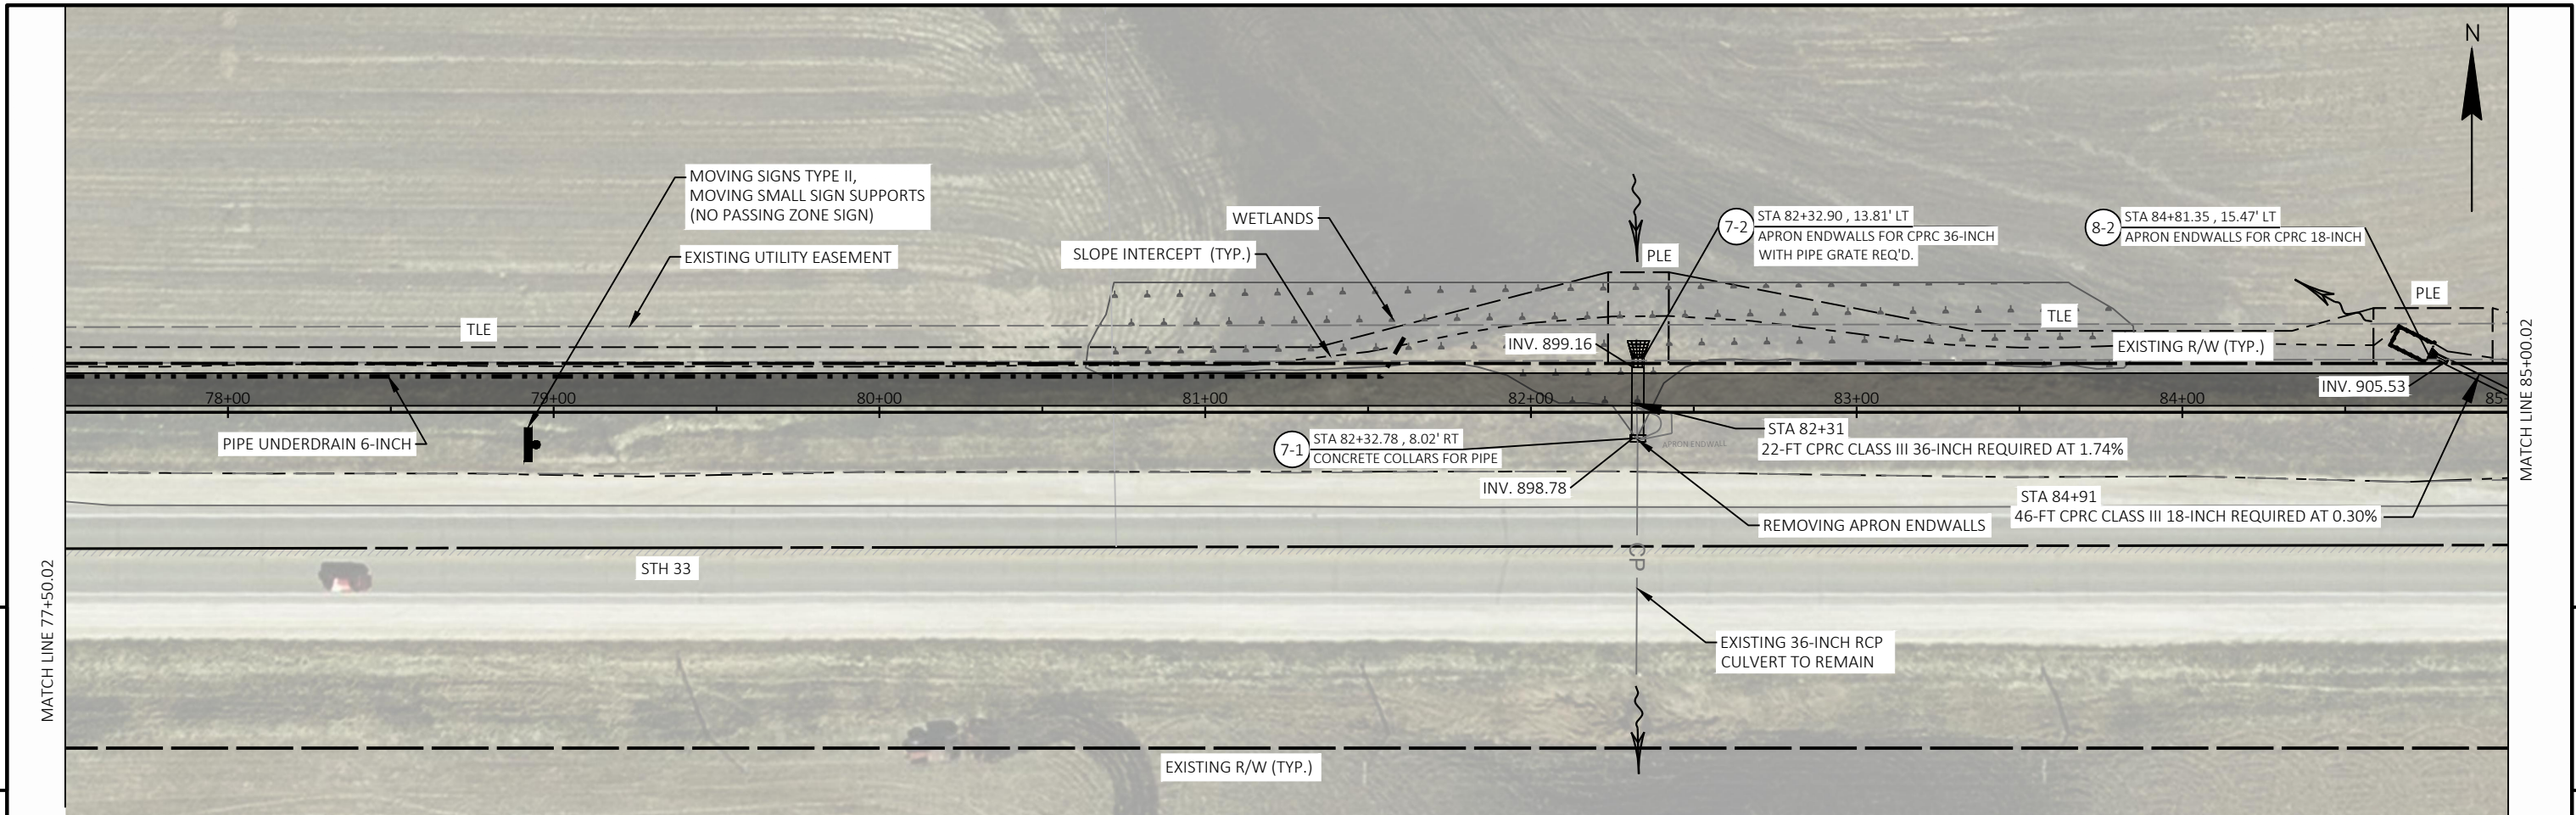 N
MOVING SIGNS TYPE II,
MOVING SMALL SIGN SUPPORTS
(NO PASSING ZONE SIGN)
EXISTING UTILITY EASEMENT
WETLANDS
SLOPE INTERCEPT (TYP.)
PLE
7-2
STA 82+32.90 , 13.81' LT
APRON ENDWALLS FOR CPRC 36-INCH
WITH PIPE GRATE REQ'D.
8-2
STA 84+81.35 , 15.47' LT
APRON ENDWALLS FOR CPRC 18-INCH
PLE
TLE
TLE
INV. 899.16
EXISTING R/W (TYP.)
INV. 905.53
78+00
79+00
80+00
81+00
82+00
83+00
84+00
85
PIPE UNDERDRAIN 6-INCH
7-1
STA 82+32.78 , 8.02' RT
CONCRETE COLLARS FOR PIPE
APRON ENDWALL
STA 82+31
22-FT CPRC CLASS III 36-INCH REQUIRED AT 1.74%
INV. 898.78
STA 84+91
46-FT CPRC CLASS III 18-INCH REQUIRED AT 0.30%
REMOVING APRON ENDWALLS
CP
STH 33
EXISTING 36-INCH RCP
CULVERT TO REMAIN
EXISTING R/W (TYP.)
MATCH LINE 77+50.02
MATCH LINE 85+00.02